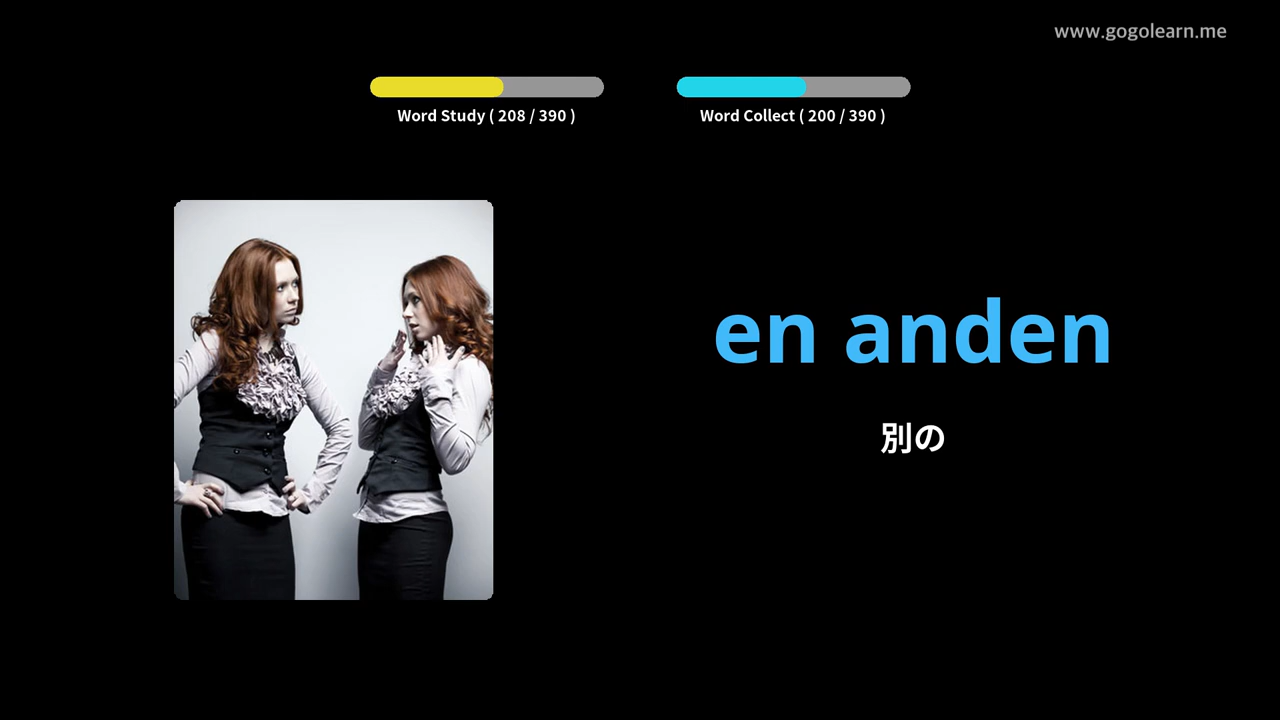 www.gogolearn.me
Word Study ( 208 / 390 )
Word Collect ( 200 / 390 )
en anden
別の